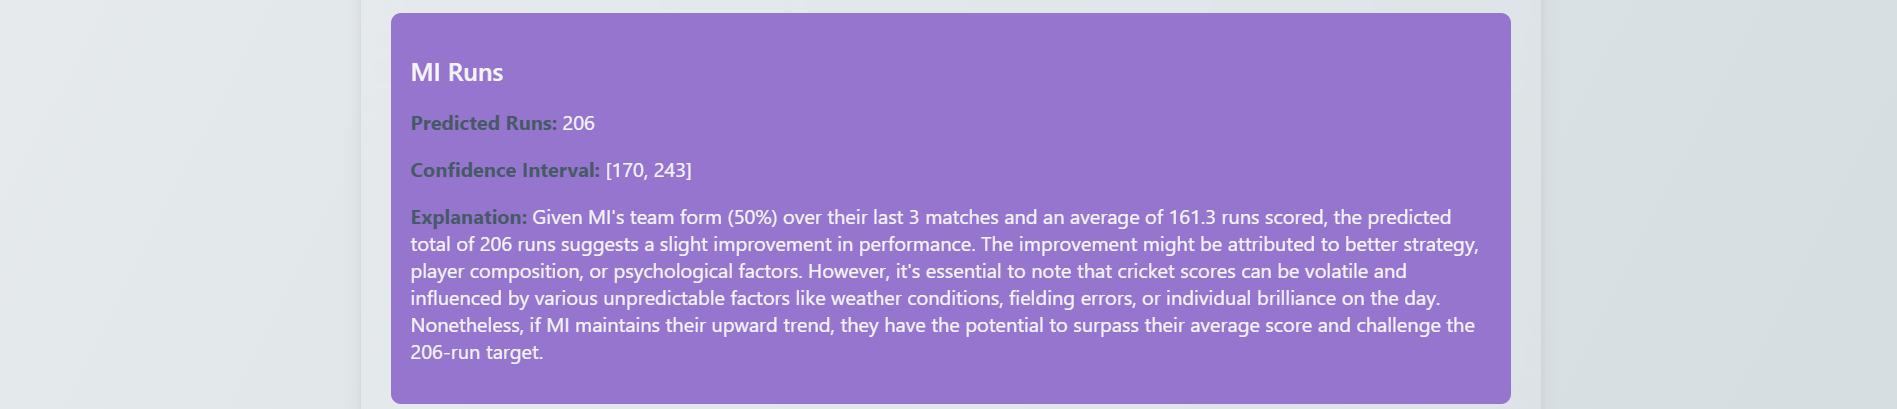 MI Runs
Predicted Runs: 206
Confidence Interval: [170, 243]
Explanation: Given MI's team form (50%) over their last 3 matches and an average of 161.3 runs scored, the predicted
total of 206 runs suggests a slight improvement in performance. The improvement might be attributed to better strategy,
player composition, or psychological factors. However, it's essential to note that cricket scores can be volatile and
influenced by various unpredictable factors like weather conditions, fielding errors, or individual brilliance on the day.
Nonetheless, if MI maintains their upward trend, they have the potential to surpass their average score and challenge the
206-run target.